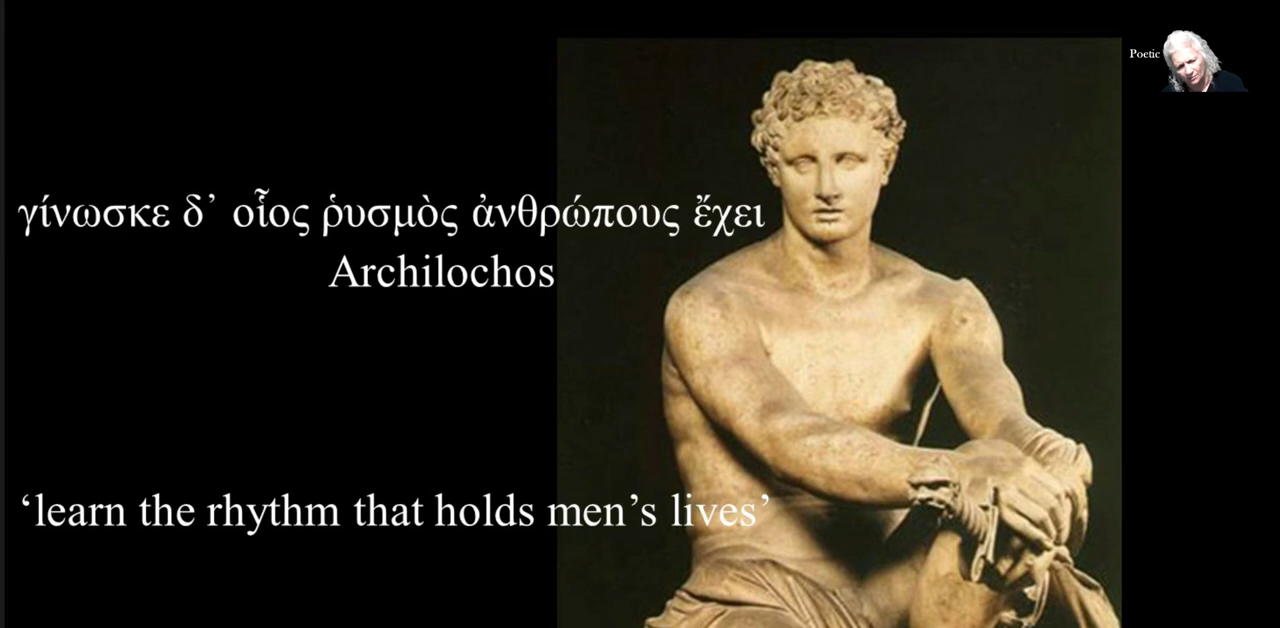 Poetic
γίνωσκε δ᾽ οἷος ῥυσμὸς ἀνθρώπους ἔχει
Archilochos
‘learn the rhythm that holds men’s lives’